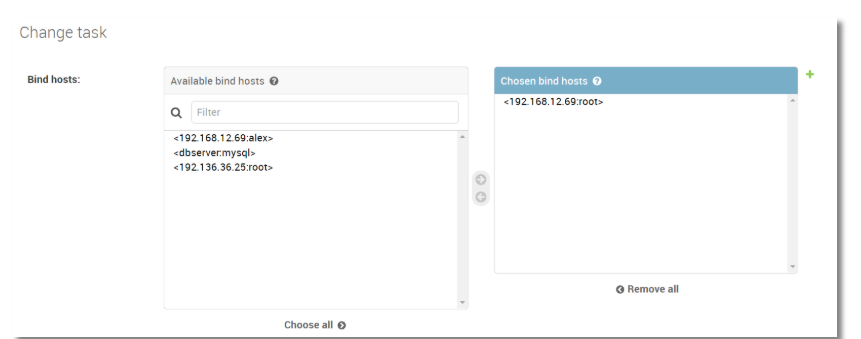 Change task
Bind hosts:
Available bind hosts
Filter
<192.168.12.69:alex>
<dbserver:mysql>
<192.136.36.25:root>
Choose all
Chosen bind hosts
<192.168.12.69:root>
Remove all